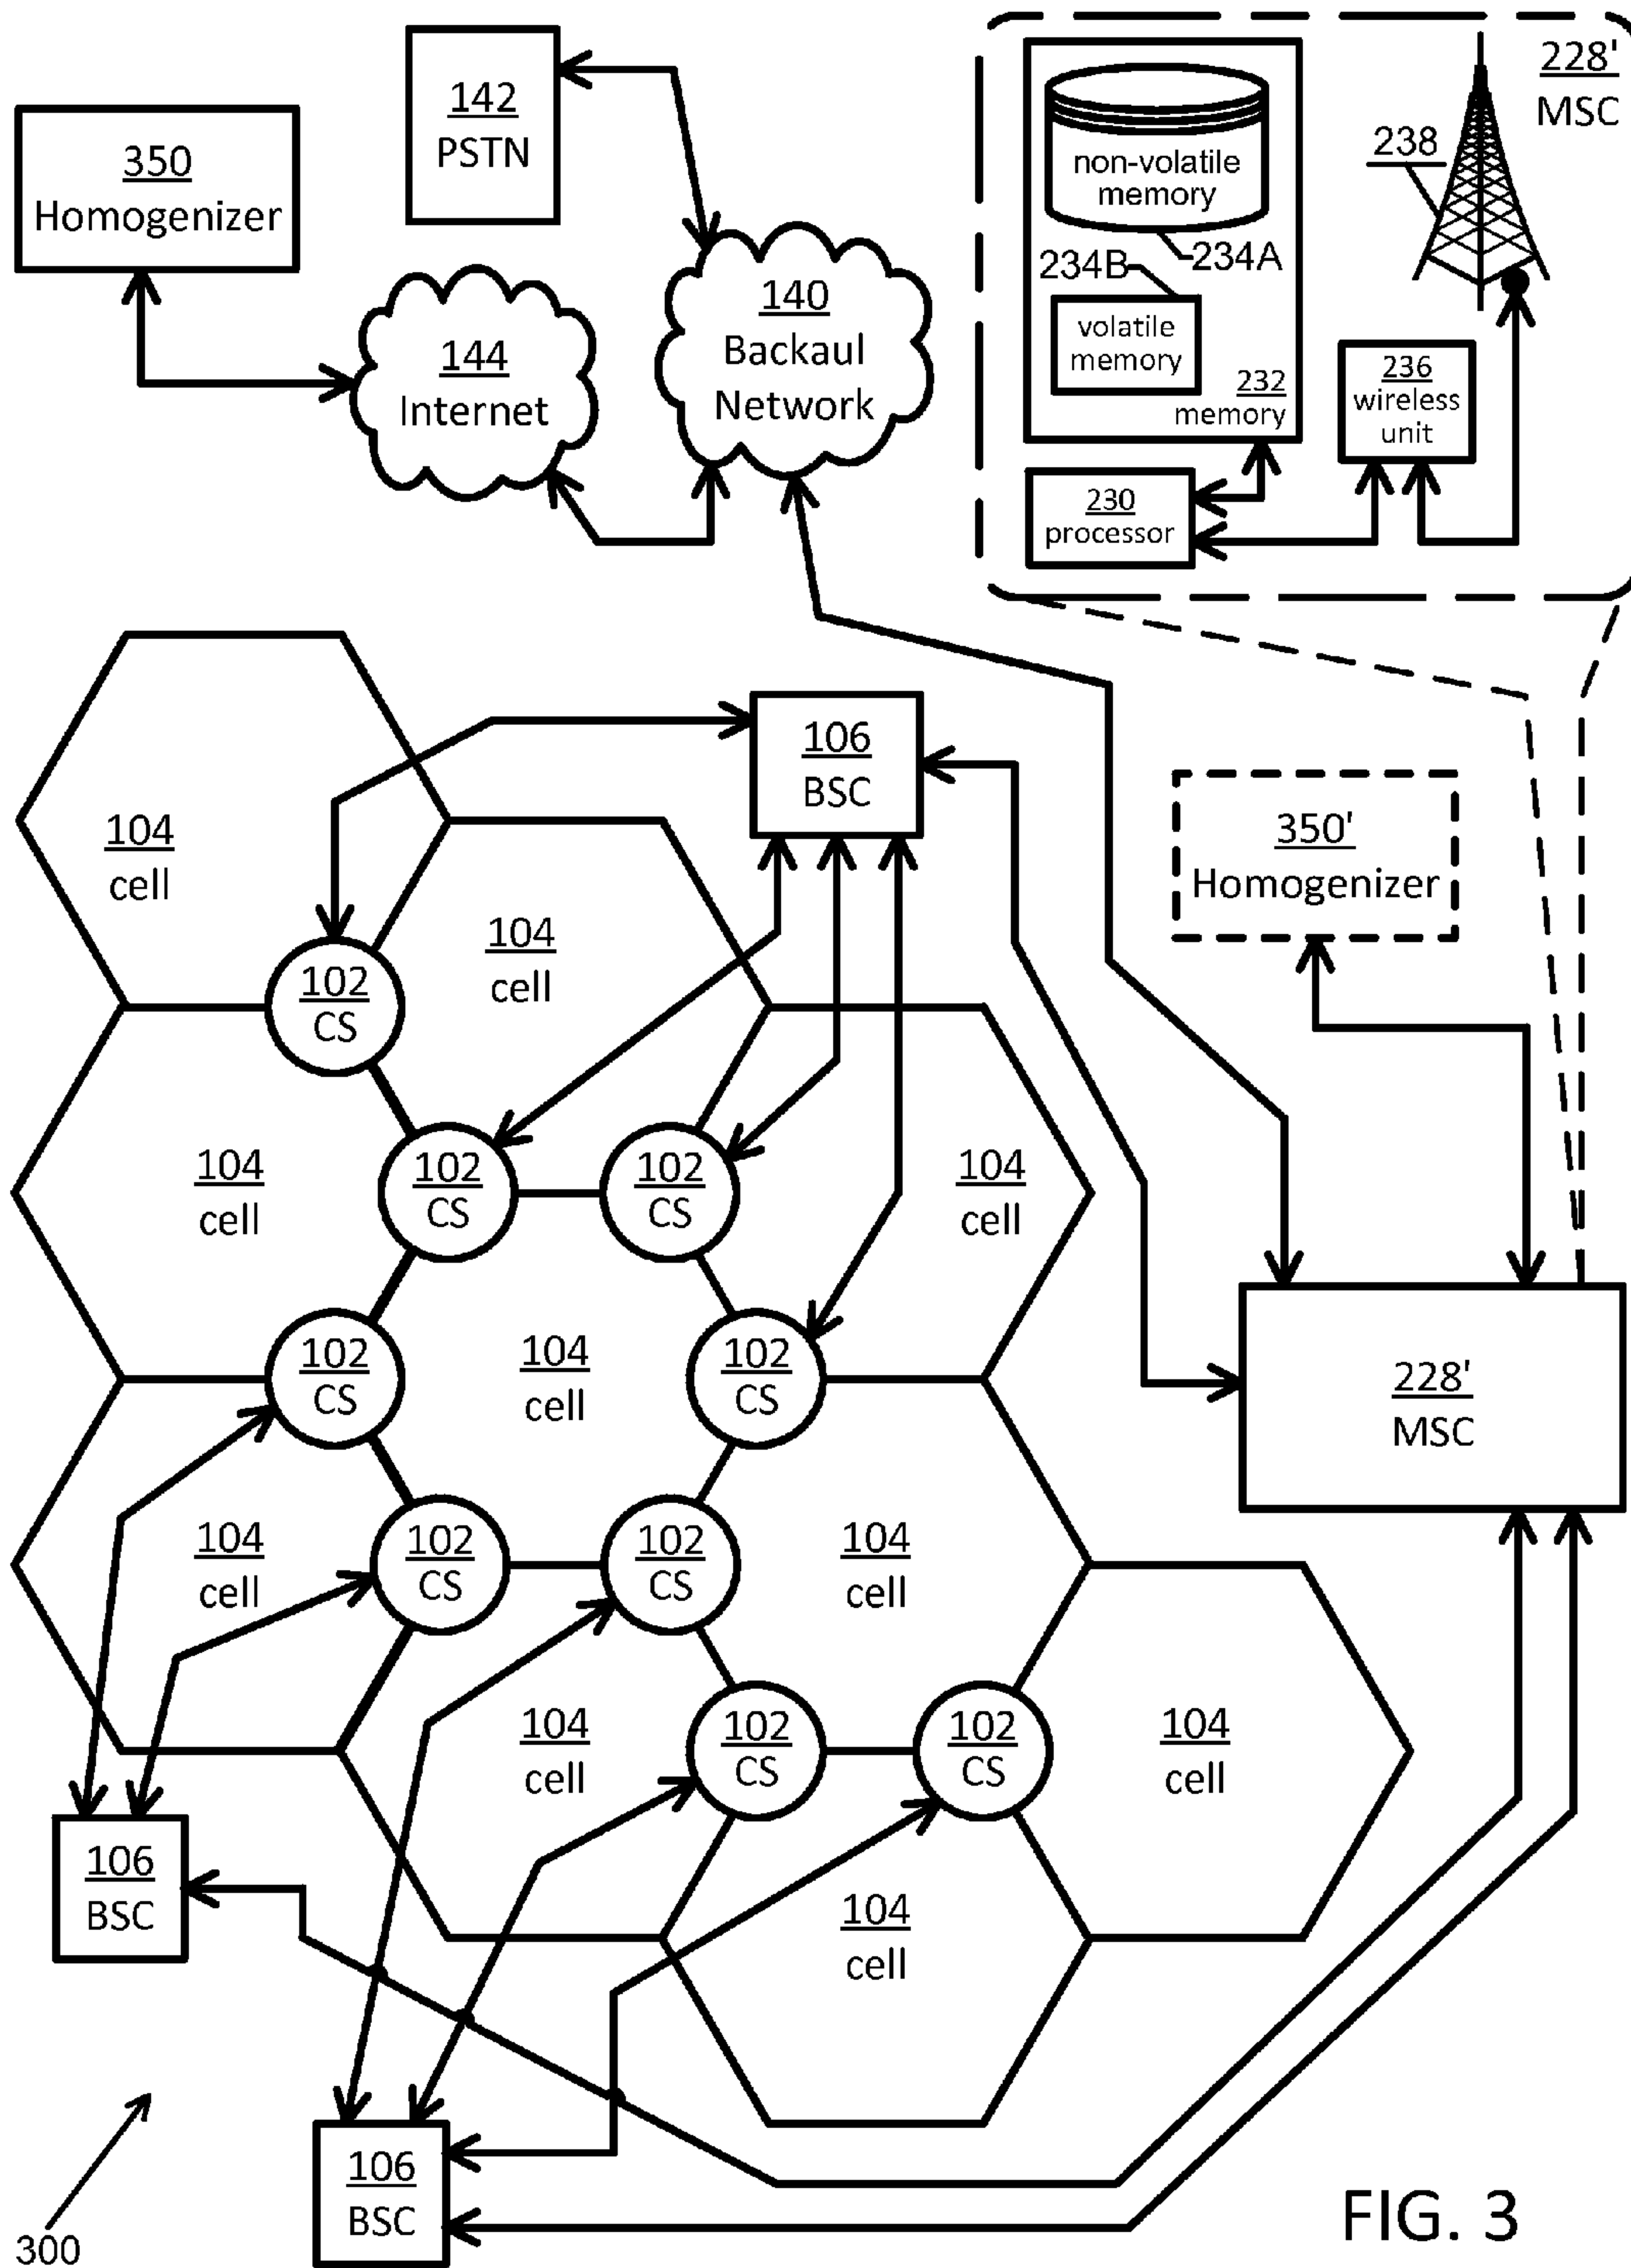 142
PSTN
350
Homogenizer
144
Internet
140
Backaul
Network
228'
MSC
238
non-volatile
memory
234A
234B
volatile
memory
232
memory
236
wireless
unit
230
processor
106
BSC
350'
Homogenizer
104
cell
104
cell
102
CS
104
cell
102
CS
102
CS
104
cell
102
CS
104
cell
102
CS
228'
MSC
104
cell
102
CS
102
CS
104
cell
104
cell
102
CS
102
CS
104
cell
106
BSC
104
cell
106
BSC
300
FIG. 3